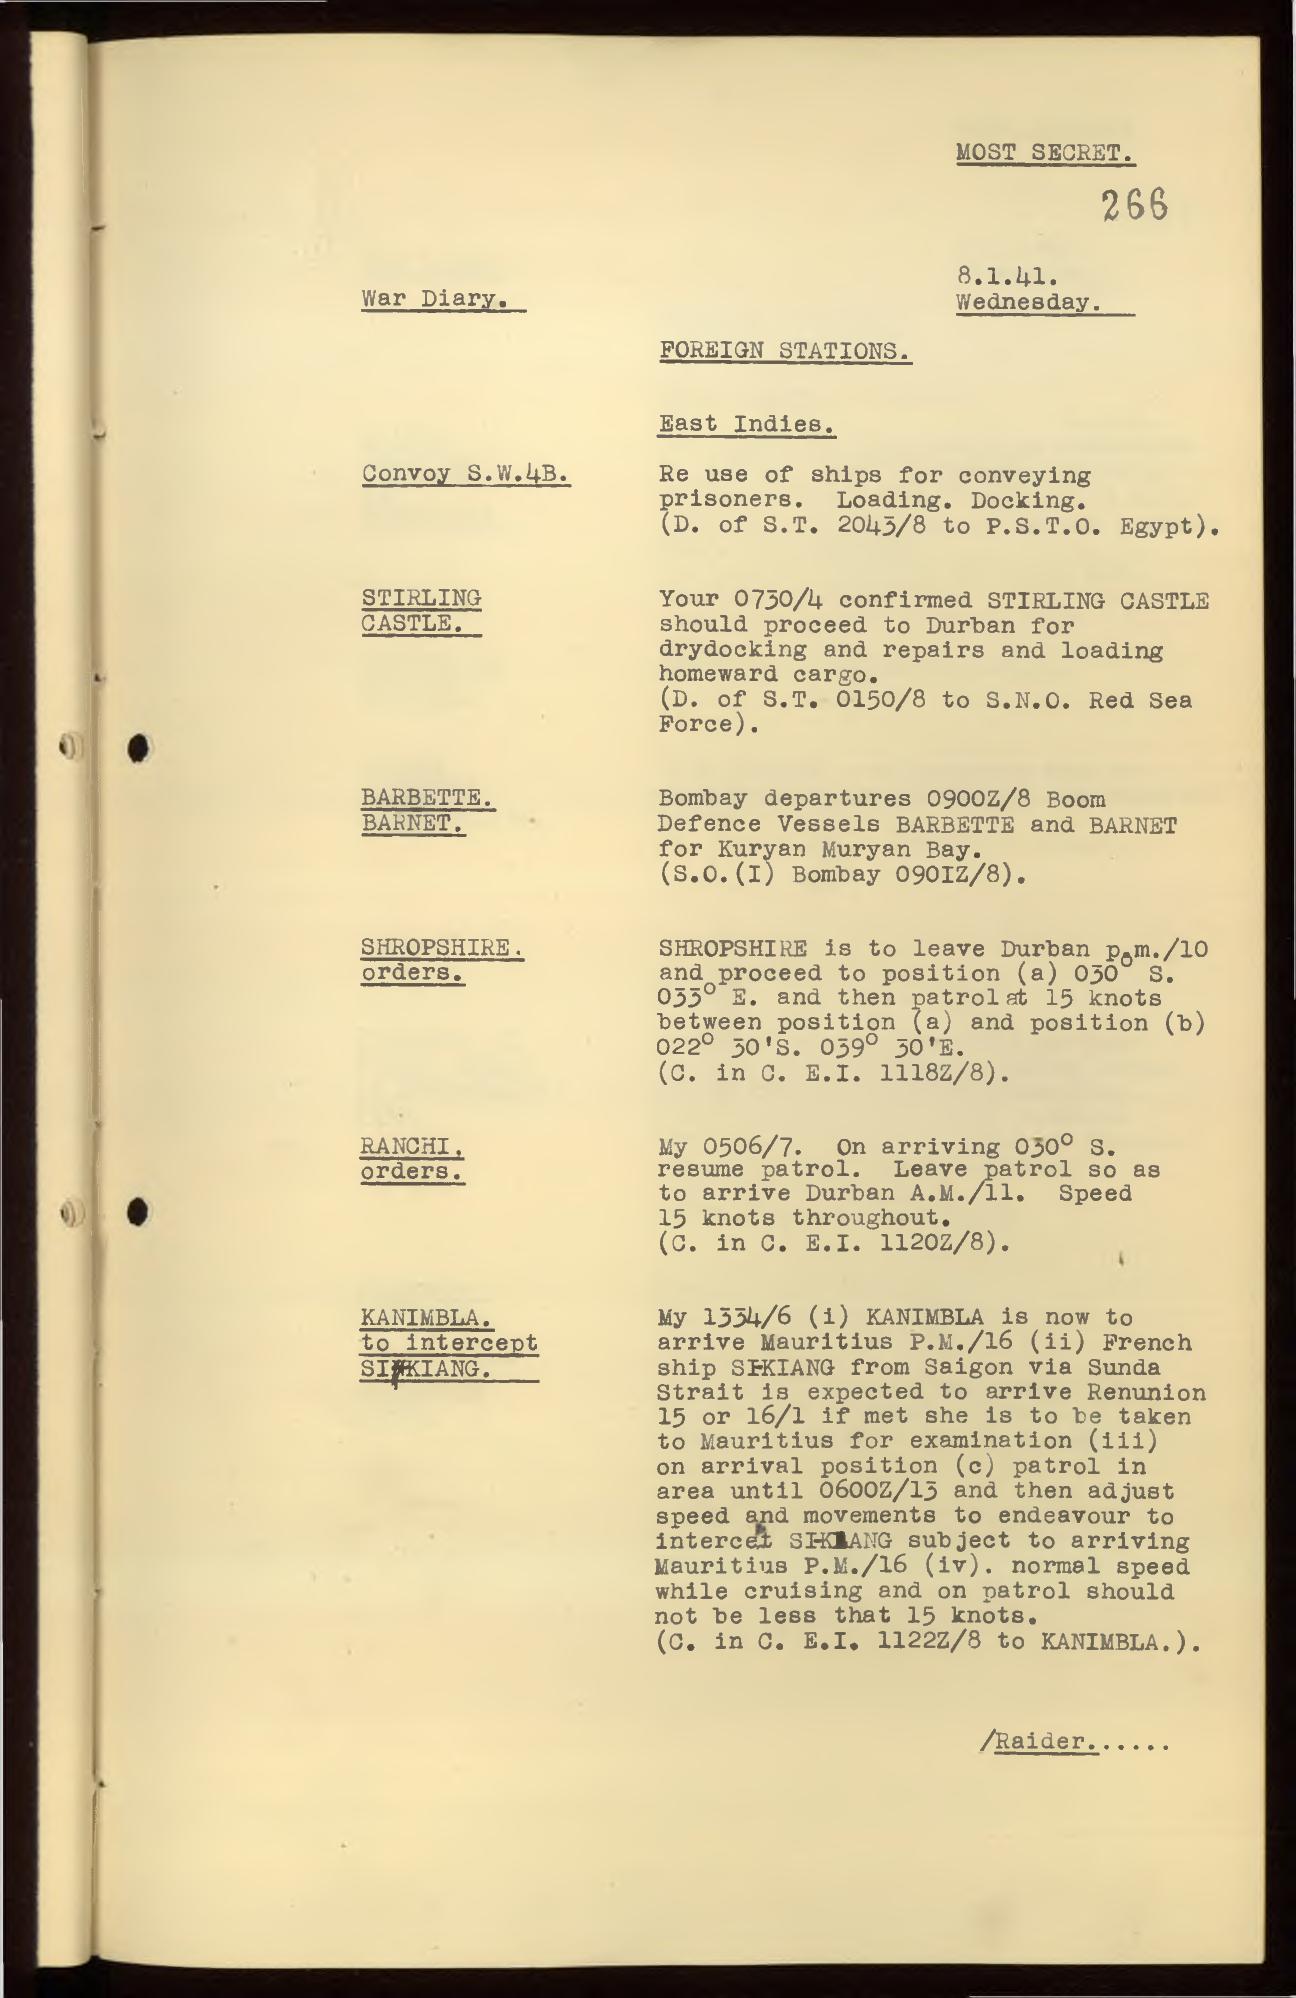 MOST SECRET.
266
8.1.41.
War Diary.
Wednesday.
FOREIGN STATIONS.
East Indies.
Convoy S.W.4B.
Re use of ships for conveying
prisoners. Loading. Docking.
(D. of S.T. 2043/8 to P.S.T.O. Egypt).
STIRLING
CASTLE.
Your 0730/4 confirmed STIRLING CASTLE
should proceed to Durban for
drydocking and repairs and loading
homeward cargo.
(D. of S.T. 0150/8 to S.N.O. Red Sea
Force).
BARBETTE.
BARNET.
Bombay departures 0900Z/8 Boom
Defence Vessels BARBETTE and BARNET
for Kuryan Muryan Bay.
(S.O.(I) Bombay 090IZ/8).
SHROPSHIRE.
orders.
SHROPSHIRE is to leave Durban p.m./10
and proceed to position (a) 030° S.
033° E. and then patrol at 15 knots
between position (a) and position (b)
022° 30'S. 039° 30'E.
(C. in C. E.I. 1118Z/8).
RANCHI.
orders.
My 0506/7. On arriving 030° S.
resume patrol. Leave patrol so as
to arrive Durban A.M./11. Speed
15 knots throughout.
(C. in C. E.I. 1120Z/8).
KANIMBLA.
to intercept
SI-KIANG.
My 1334/6 (i) KANIMBLA is now to
arrive Mauritius P.M./16 (ii) French
ship SI-KIANG from Saigon via Sunda
Strait is expected to arrive Renunion
15 or 16/1 if met she is to be taken
to Mauritius for examination (iii)
on arrival position (c) patrol in
area until 0600Z/13 and then adjust
speed and movements to endeavour to
intercet SI-KIANG subject to arriving
Mauritius P.M./16 (iv). normal speed
while cruising and on patrol should
not be less that 15 knots.
(C. in C. E.I. 1122Z/8 to KANIMBLA.).
/Raider......